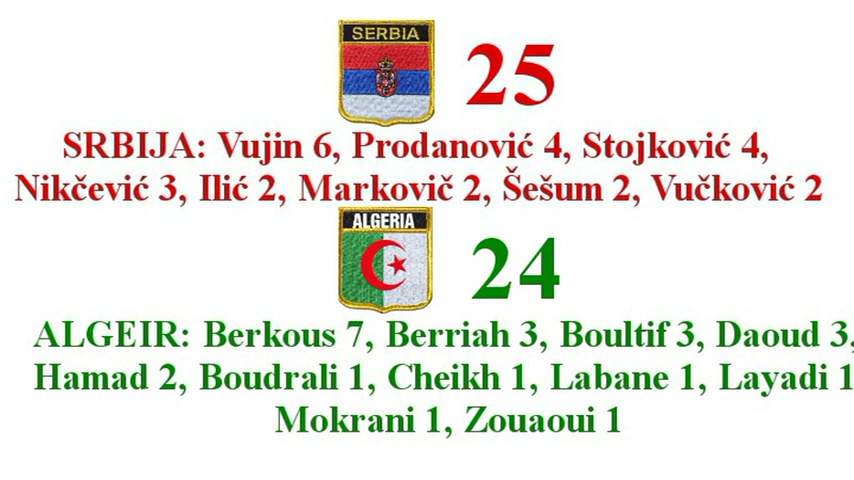 SERBIA
25
SRBIJA: Vujin 6, Prodanović 4, Stojković 4,
Nikčević 3, Ilić 2, Markovič 2, Šešum 2, Vučković 2
ALGERIA
24
ALGEIR: Berkous 7, Berriah 3, Boultif 3, Daoud 3,
Hamad 2, Boudrali 1, Cheikh 1, Labane 1, Layadi 1
Mokrani 1, Zouaoui 1